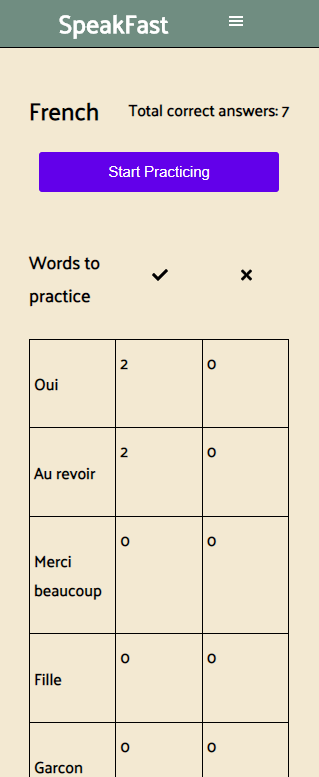 SpeakFast
French Total correct answers: 7
Start Practicing
Words to
practice
Oui 2 0
Au revoir 2 0
Merci
beaucoup 0 0
Fille 0 0
Garcon 0 0